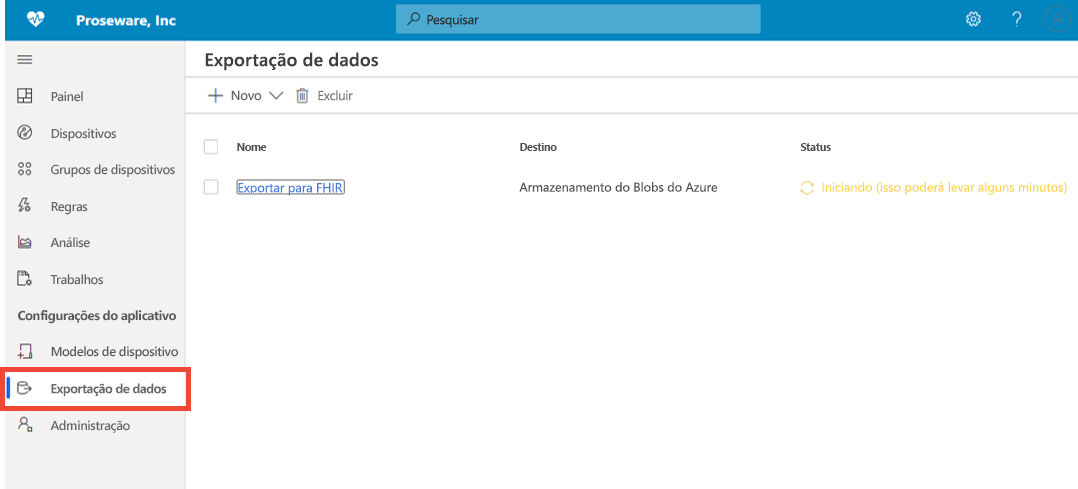 Proseware, Inc
Pesquisar
?
Exportação de dados
Novo
Excluir
Painel
Dispositivos
Grupos de dispositivos
Regras
Análise
Trabalhos
Configurações do aplicativo
Modelos de dispositivo
Exportação de dados
Administração
Nome Destino Status
Exportar para FHIR Armazenamento do Blobs do Azure Iniciando (isso poderá levar alguns minutos)